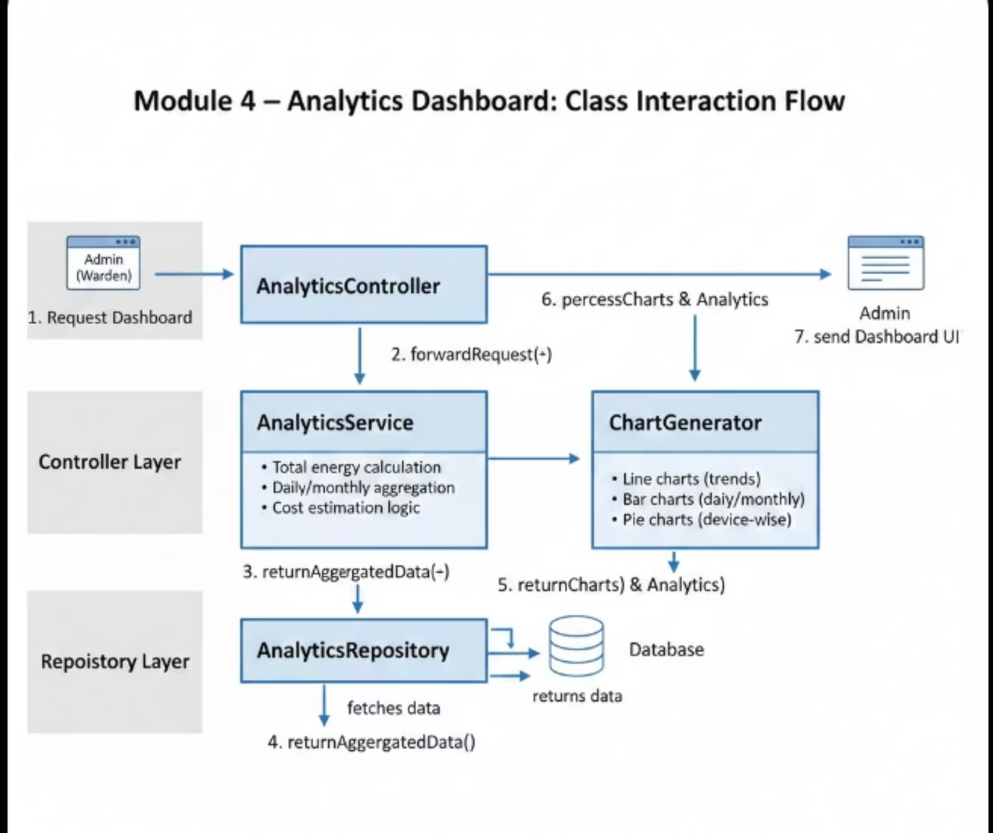 Module 4 – Analytics Dashboard: Class Interaction Flow
Admin
(Warden)
1. Request Dashboard
AnalyticsController
6. percessCharts & Analytics
Admin
7. send Dashboard UI
2. forwardRequest(÷)
Controller Layer
AnalyticsService
• Total energy calculation
• Daily/monthly aggregation
• Cost estimation logic
ChartGenerator
• Line charts (trends)
• Bar charts (daiy/monthly)
• Pie charts (device-wise)
3. returnAggergatedData(÷)
5. returnCharts) & Analytics)
Repoistory Layer
AnalyticsRepository
Database
returns data
fetches data
4. returnAggergatedData()